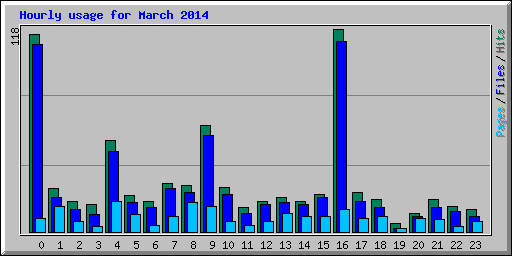 Hourly usage for March 2014
118
Pages/Files/Hits
0 1 2 3 4 5 6 7 8 9 10 11 12 13 14 15 16 17 18 19 20 21 22 23